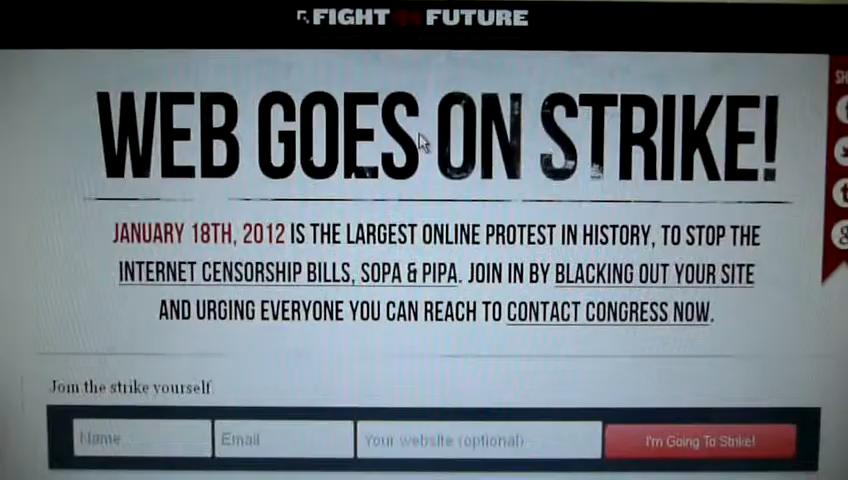 FIGHT FOR THE FUTURE
WEB GOES ON STRIKE!
JANUARY 18TH, 2012 IS THE LARGEST ONLINE PROTEST IN HISTORY, TO STOP THE
INTERNET CENSORSHIP BILLS, SOPA & PIPA. JOIN IN BY BLACKING OUT YOUR SITE
AND URGING EVERYONE YOU CAN REACH TO CONTACT CONGRESS NOW.
Join the strike yourself
Name
Email
Your website (optional)
I'm Going To Strike!